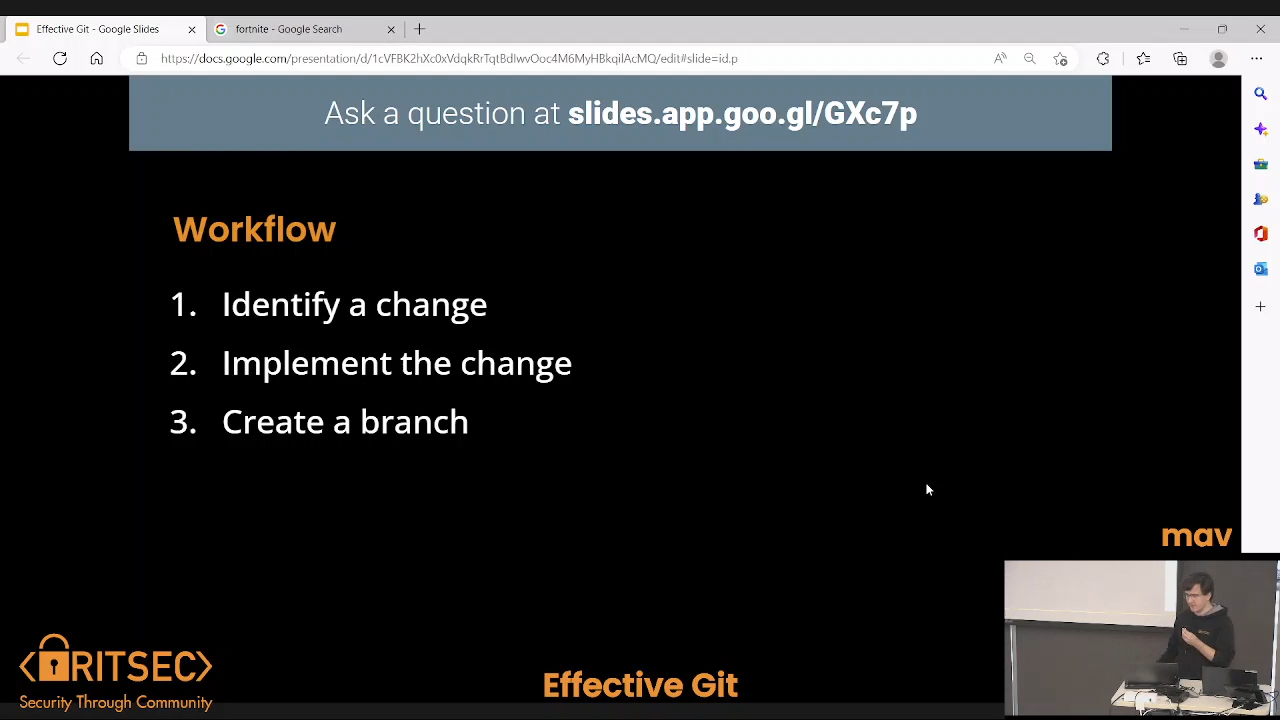 Effective Git - Google Slides
fortnite - Google Search
https://docs.google.com/presentation/d/1cVFBK2hXc0xVdqkRrTqtBdIwvOoc4M6MyHBkqilAcMQ/edit#slide=id.p
Ask a question at slides.app.goo.gl/GXc7p
Workflow
1. Identify a change
2. Implement the change
3. Create a branch
mav
RITSEC
Security Through Community
Effective Git